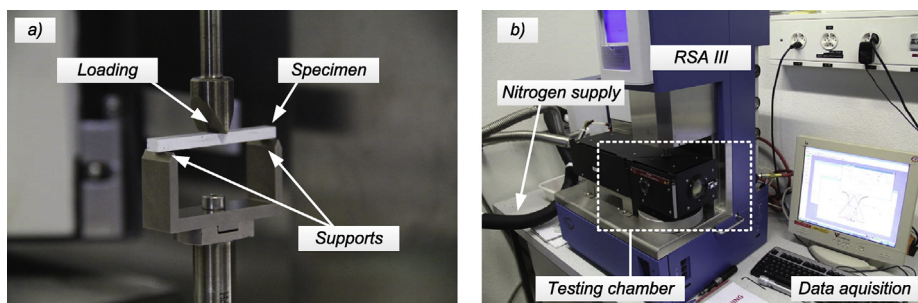 a)
Loading
Specimen
Supports
b)
RSA III
Nitrogen supply
Testing chamber
Data aquisition